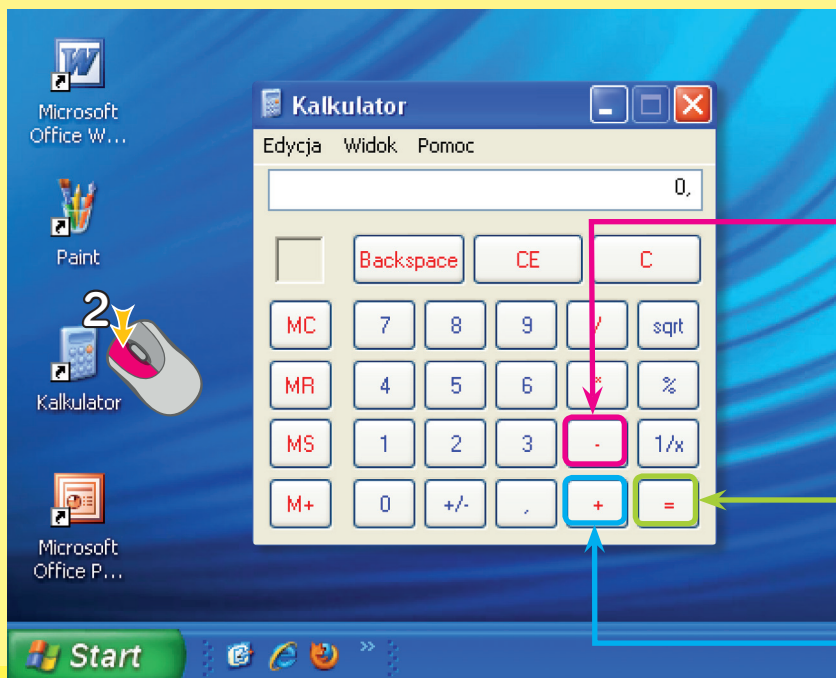 Microsoft
Office W...
Paint
2
Kalkulator
Microsoft
Office P...
Kalkulator
Edycja Widok Pomoc
0,
Backspace CE C
MC 7 8 9 / sqrt
MR 4 5 6 * %
MS 1 2 3 - 1/x
M+ 0 +/- , + =
Start »